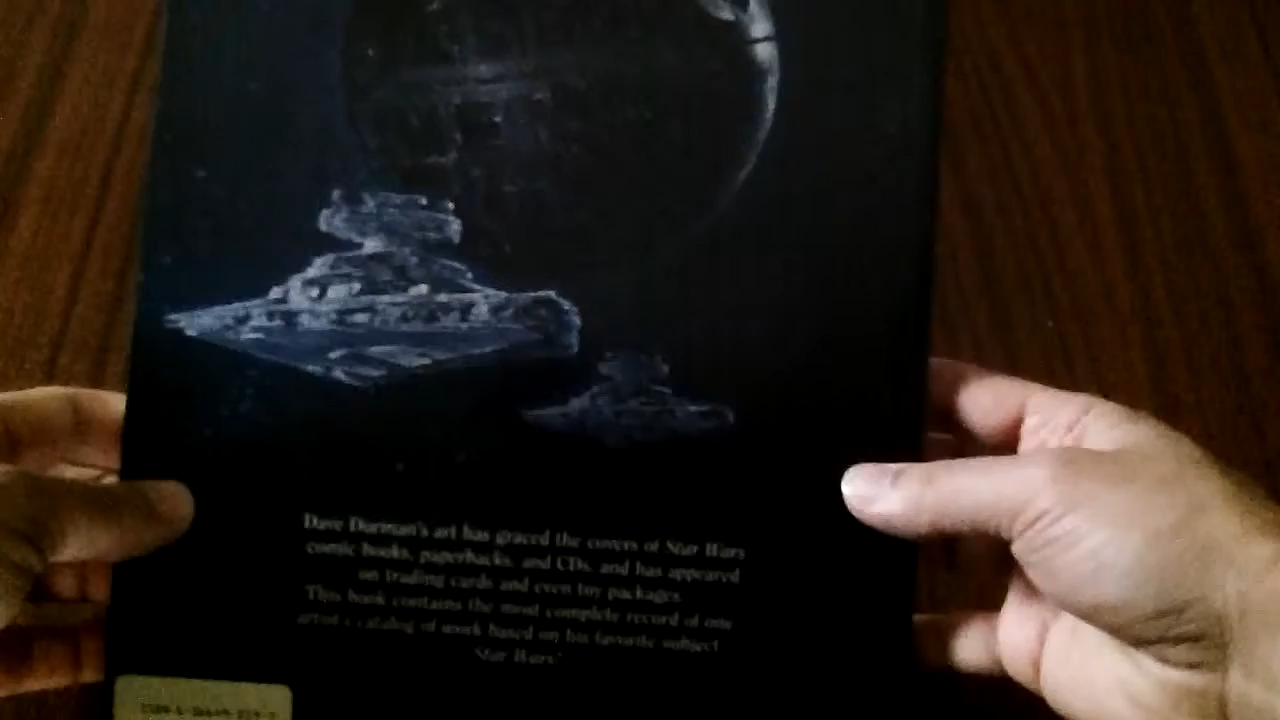 Dave Dorman's art has graced the covers of Star Wars
comic books, paperbacks, and CDs, and has appeared
on trading cards and even toy packages.
This book contains the most complete record of one
artist's catalog of work based on his favorite subject
Star Wars!